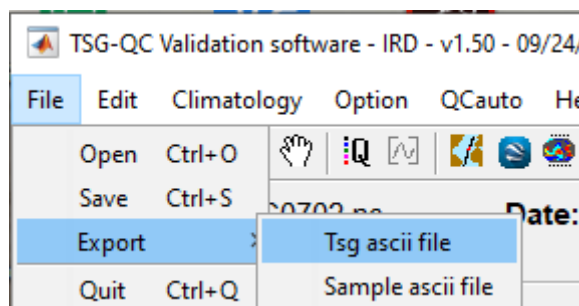 TSG-QC Validation software - IRD - v1.50 - 09/24/
File Edit Climatology Option QCauto He
Open Ctrl+O
Q
Save Ctrl+S
Date:
Export
Tsg ascii file
Quit Ctrl+Q
Sample ascii file